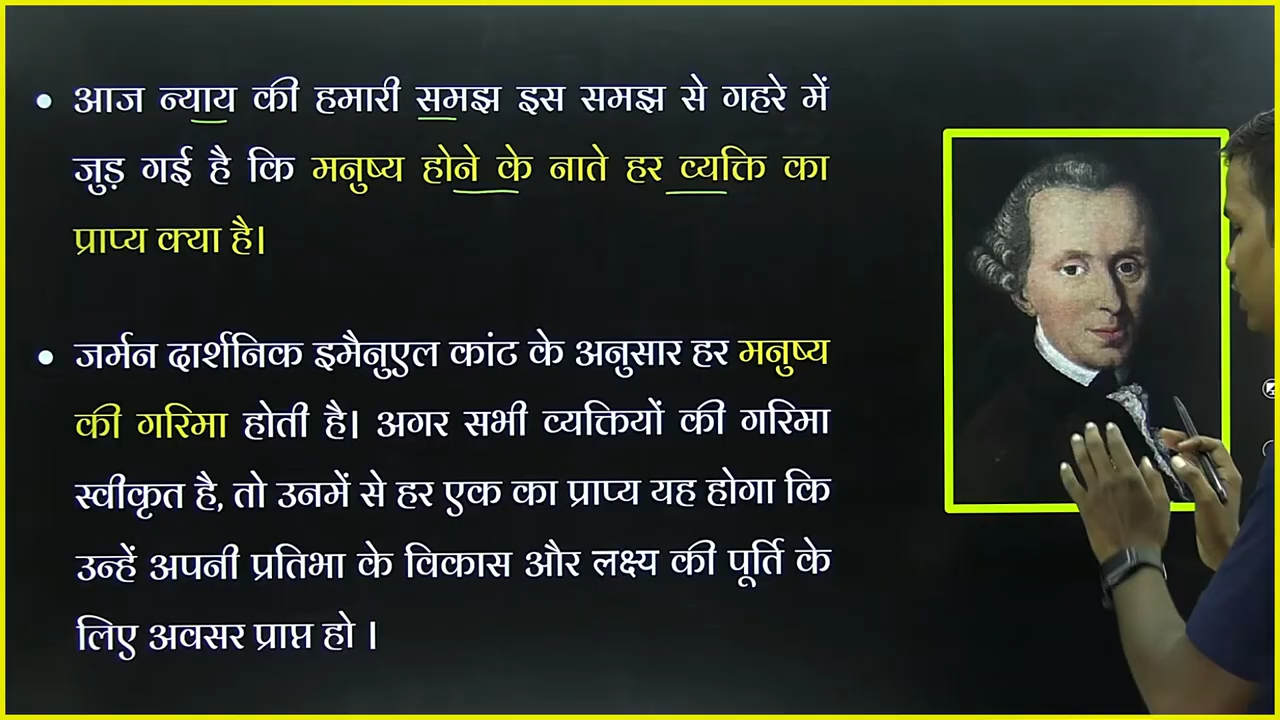 • आज न्याय की हमारी समझ इस समझ से गहरे में
जुड़ गई है कि मनुष्य होने के नाते हर व्यक्ति का
प्राप्य क्या है।
• जर्मन दार्शनिक इमैनुएल कांट के अनुसार हर मनुष्य
की गरिमा होती है। अगर सभी व्यक्तियों की गरिमा
स्वीकृत है, तो उनमें से हर एक का प्राप्य यह होगा कि
उन्हें अपनी प्रतिभा के विकास और लक्ष्य की पूर्ति के
लिए अवसर प्राप्त हो ।